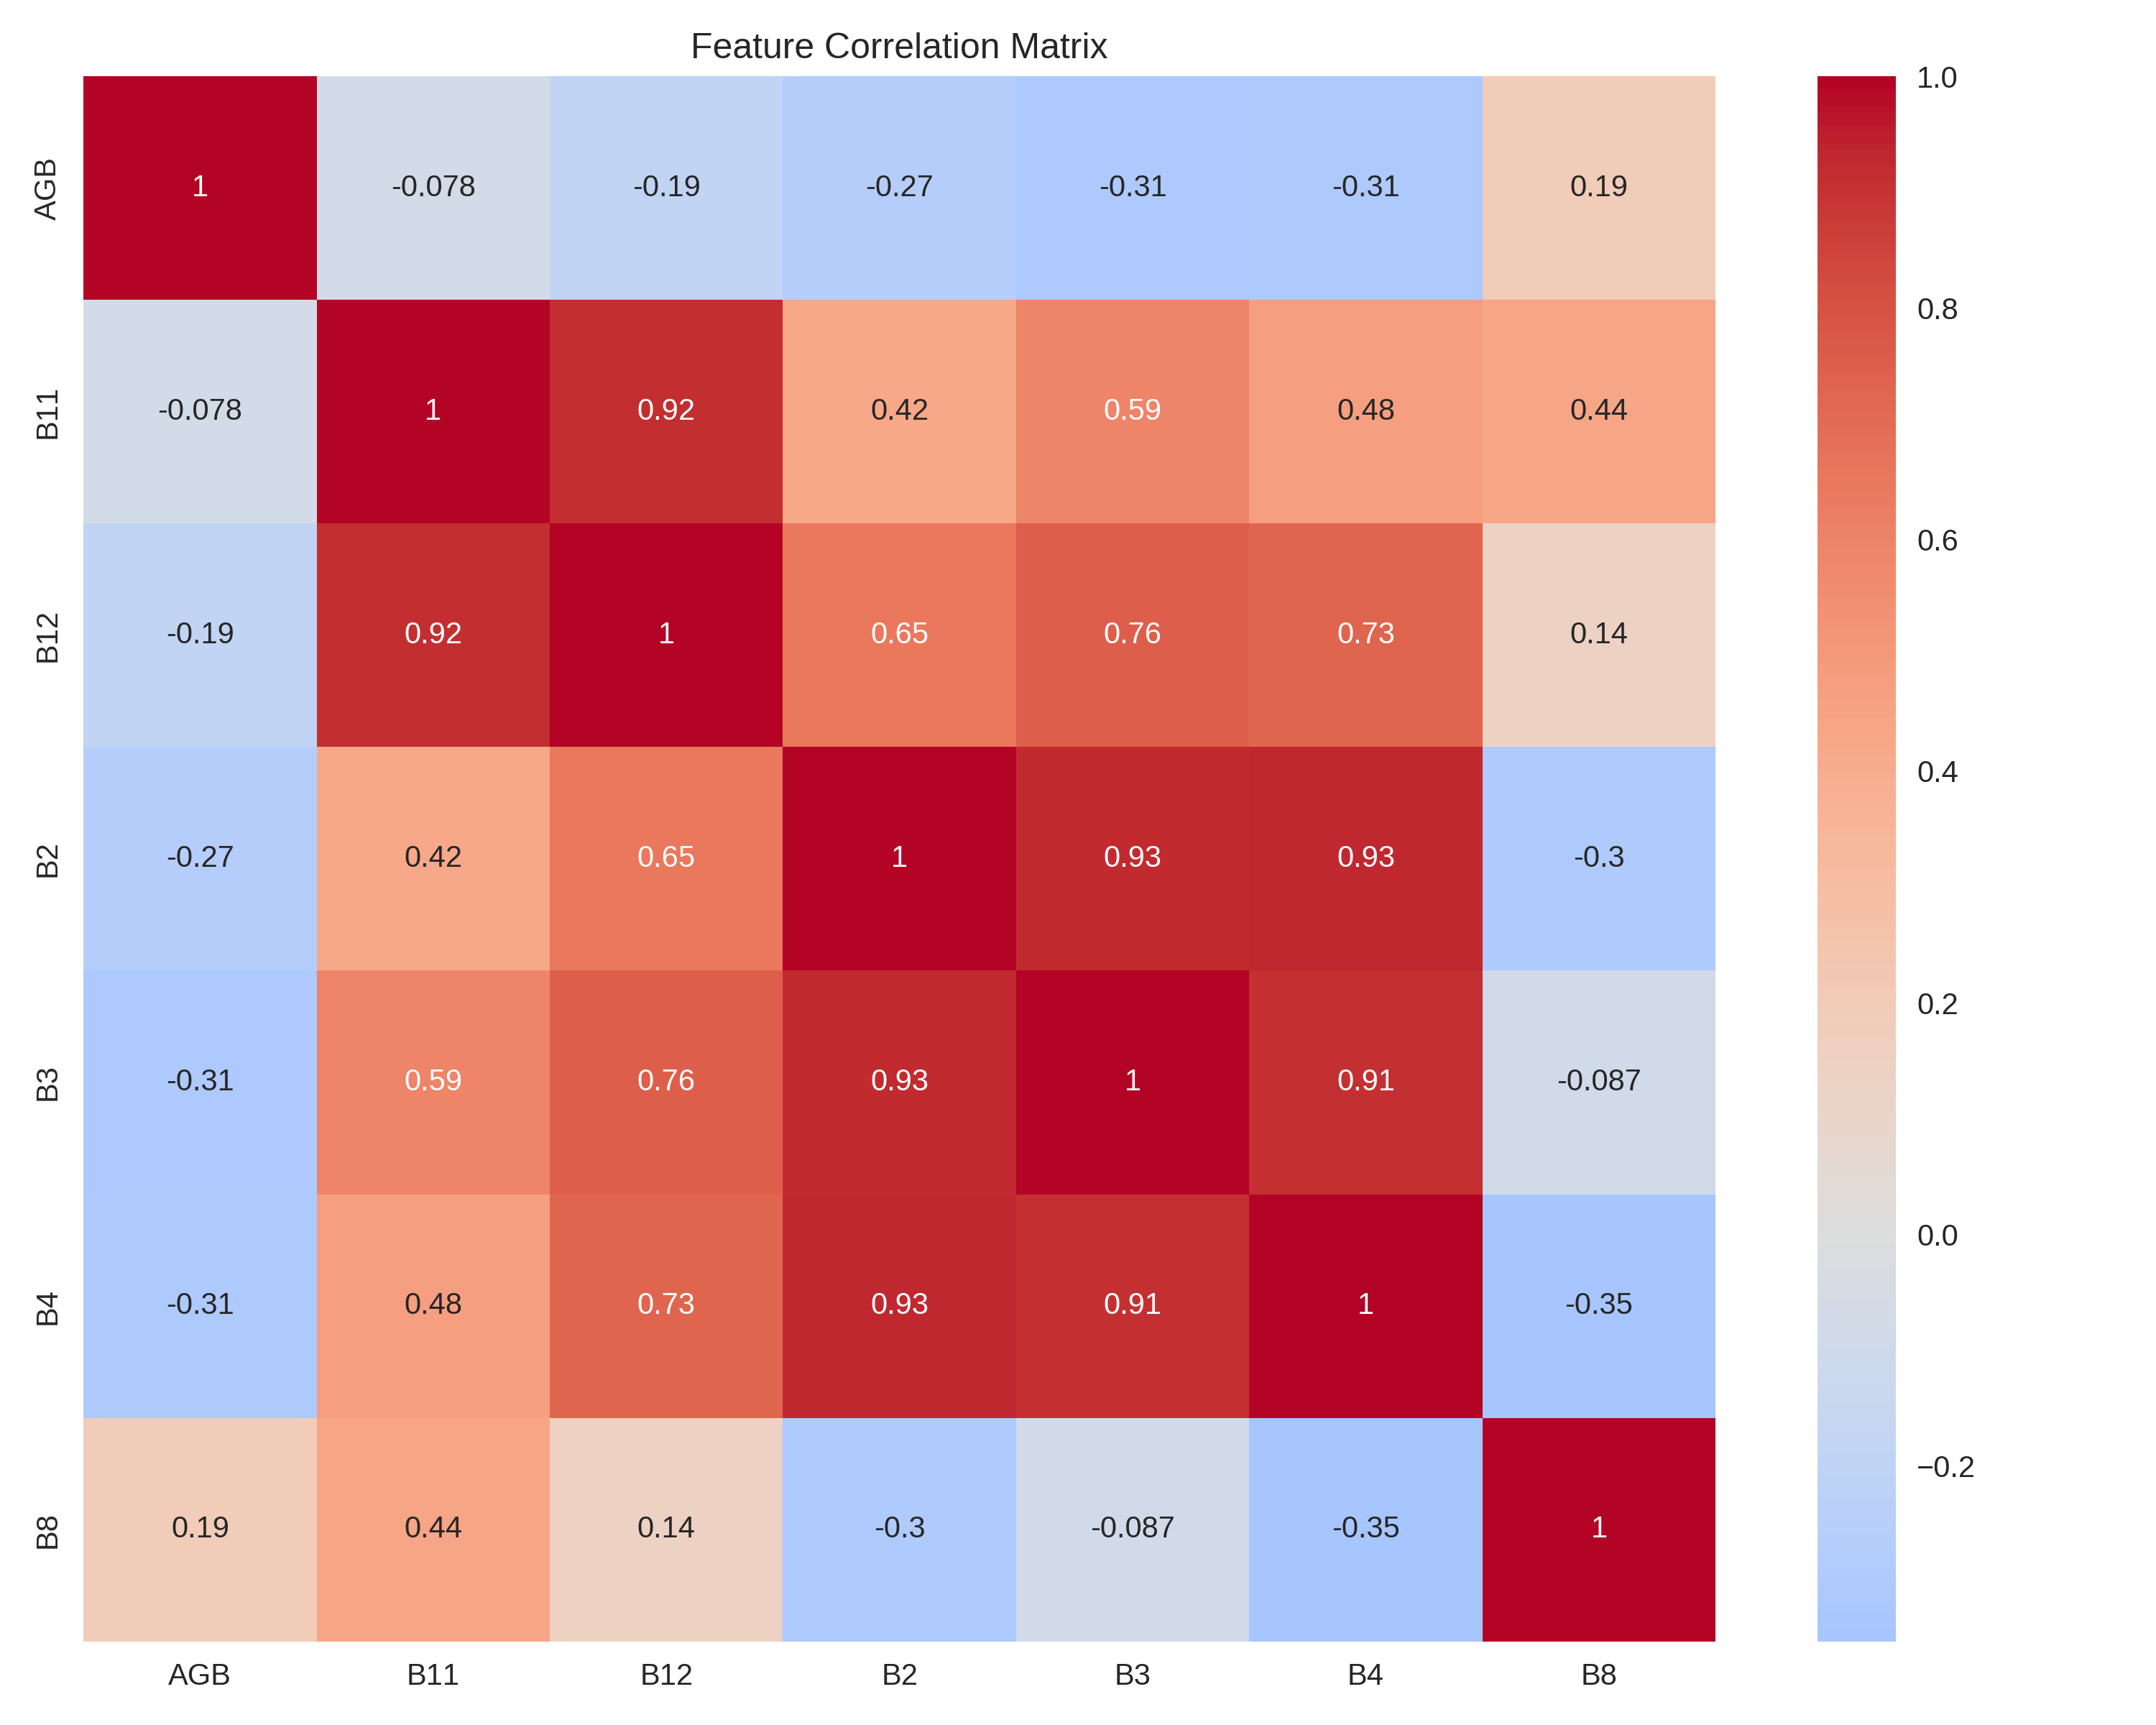 Feature Correlation Matrix
AGB 1 -0.078 -0.19 -0.27 -0.31 -0.31 0.19
B11 -0.078 1 0.92 0.42 0.59 0.48 0.44
B12 -0.19 0.92 1 0.65 0.76 0.73 0.14
B2 -0.27 0.42 0.65 1 0.93 0.93 -0.3
B3 -0.31 0.59 0.76 0.93 1 0.91 -0.087
B4 -0.31 0.48 0.73 0.93 0.91 1 -0.35
B8 0.19 0.44 0.14 -0.3 -0.087 -0.35 1
AGB B11 B12 B2 B3 B4 B8
1.0
0.8
0.6
0.4
0.2
0.0
−0.2